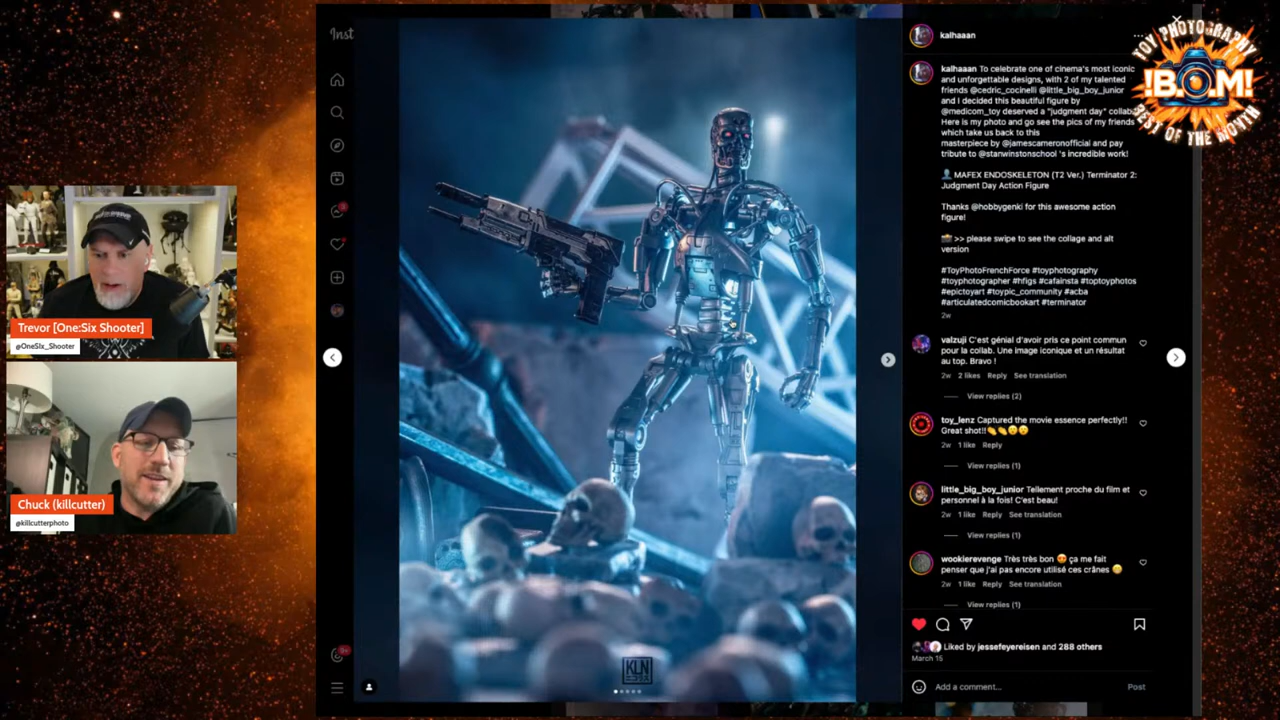 Inst
kalhaaan
TOY PHOTOGRAPHY
!B.O.M!
BEST OF THE MONTH
kalhaaan To celebrate one of cinema's most iconic
and unforgettable designs, with 2 of my talented
friends @cedric_cocinelli @little_big_boy_junior
and I decided this beautiful figure by
@medicom_toy deserved a "judgment day" collab
Here is my photo and go see the pics of my friends
which take us back to this
masterpiece by @jamescameronofficial and pay
tribute to @stanwinstonschool 's incredible work!
MAFEX ENDOSKELETON (T2 Ver.) Terminator 2:
Judgment Day Action Figure
Thanks @hobbygenki for this awesome action
figure!
>> please swipe to see the collage and alt
version
#ToyPhotoFrenchForce #toyphotography
#toyphotographer #hfigs #cafainsta #toptoyphotos
#epictoyart #toypic_community #acba
#articulatedcomicbookart #terminator
2w
valzuji C'est génial d'avoir pris ce point commun
pour la collab. Une image iconique et un résultat
au top. Bravo !
2w 2 likes Reply See translation
View replies (2)
toy_lenz Captured the movie essence perfectly!!
Great shot!!
2w 1 like Reply
View replies (1)
little_big_boy_junior Tellement proche du film et
personnel à la fois! C'est beau!
2w 1 like Reply See translation
View replies (1)
wookierevenge Très très bon ça me fait
penser que j'ai pas encore utilisé ces crânes
2w 1 like Reply See translation
View replies (1)
Liked by jessefeyereisen and 288 others
March 15
Add a comment...
Post
Trevor [One:Six Shooter]
@OneSix_Shooter
Chuck (killcutter)
@killcutterphoto
KLN